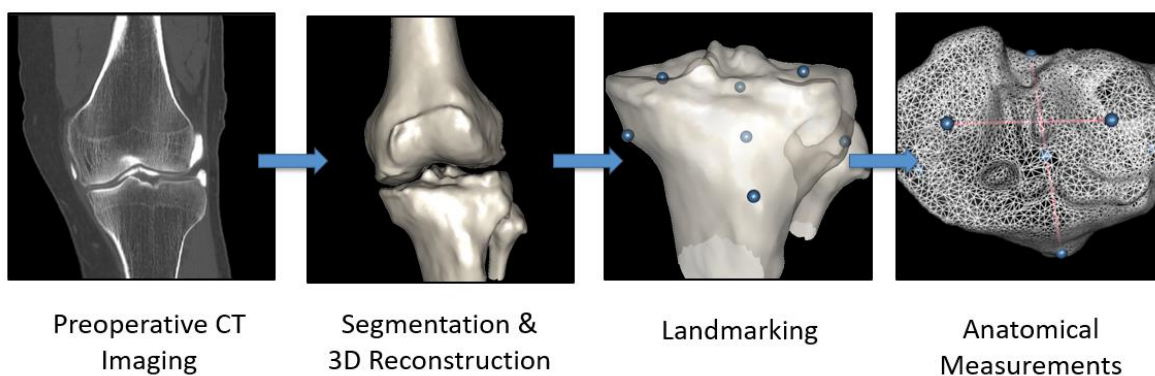 Preoperative CT
Imaging
Segmentation &
3D Reconstruction
Landmarking
Anatomical
Measurements